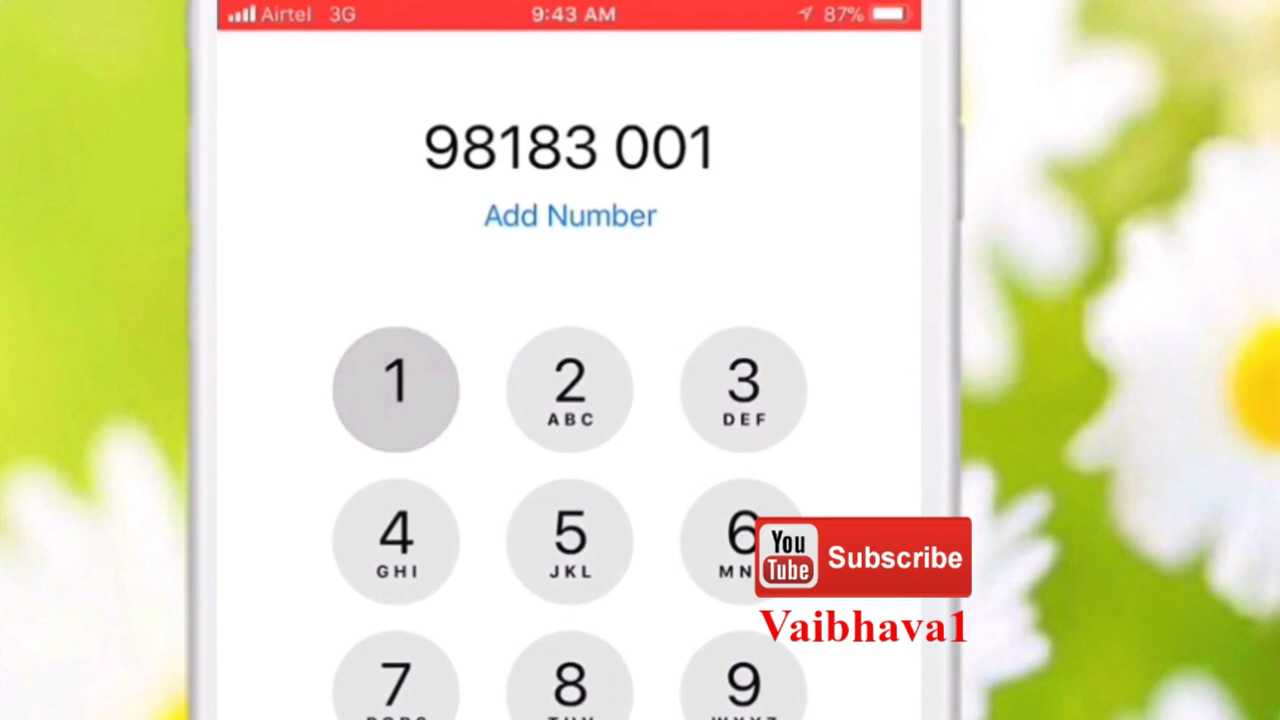 Airtel 3G 9:43 AM 87%
98183 001
Add Number
1 2 3
ABC DEF
4 5 6
GHI JKL MN
You Tube Subscribe
Vaibhava1
7 8 9